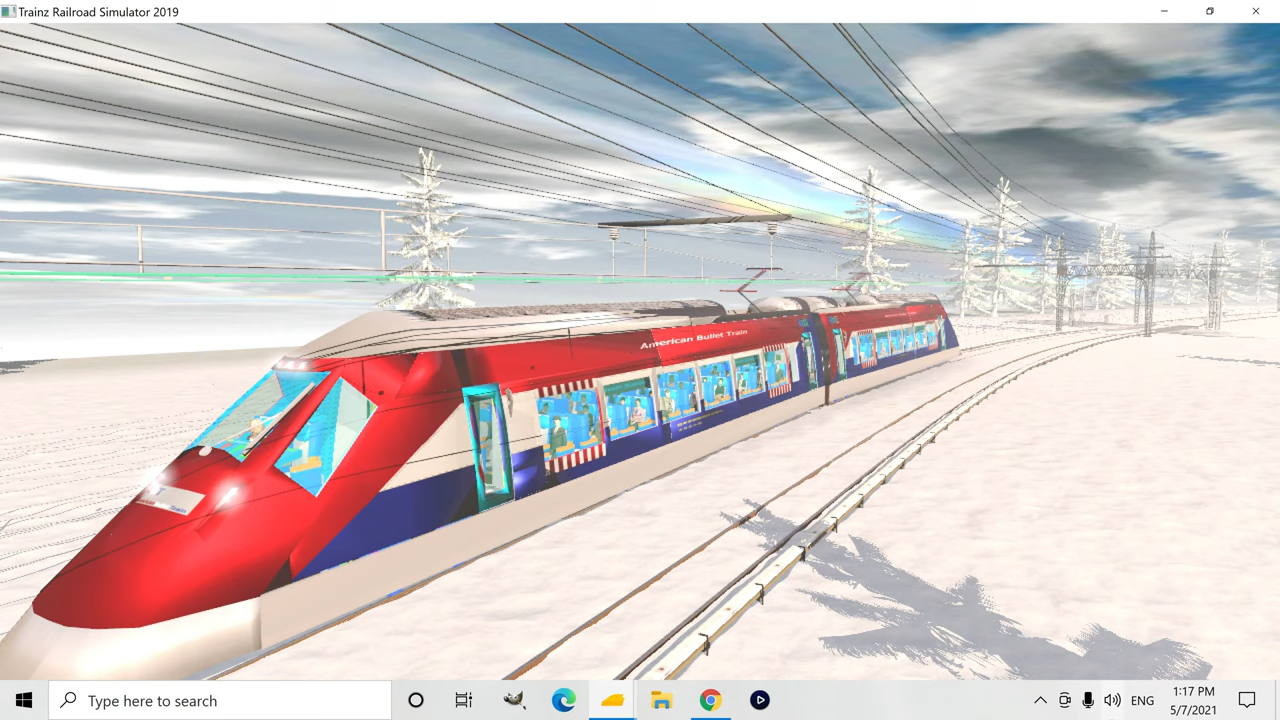 Trainz Railroad Simulator 2019
American Bullet Train
Type here to search
ENG
1:17 PM
5/7/2021